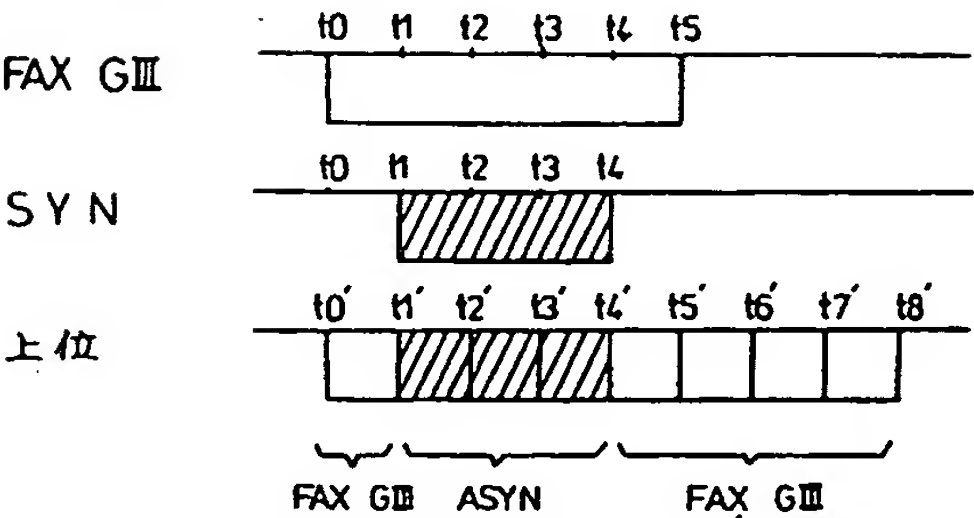 t0 t1 t2 t3 t4 t5
FAX GⅢ
t0 t1 t2 t3 t4
SYN
t0' t1' t2' t3' t4' t5' t6' t7' t8'
上位
FAX GⅢ ASYN FAX GⅢ